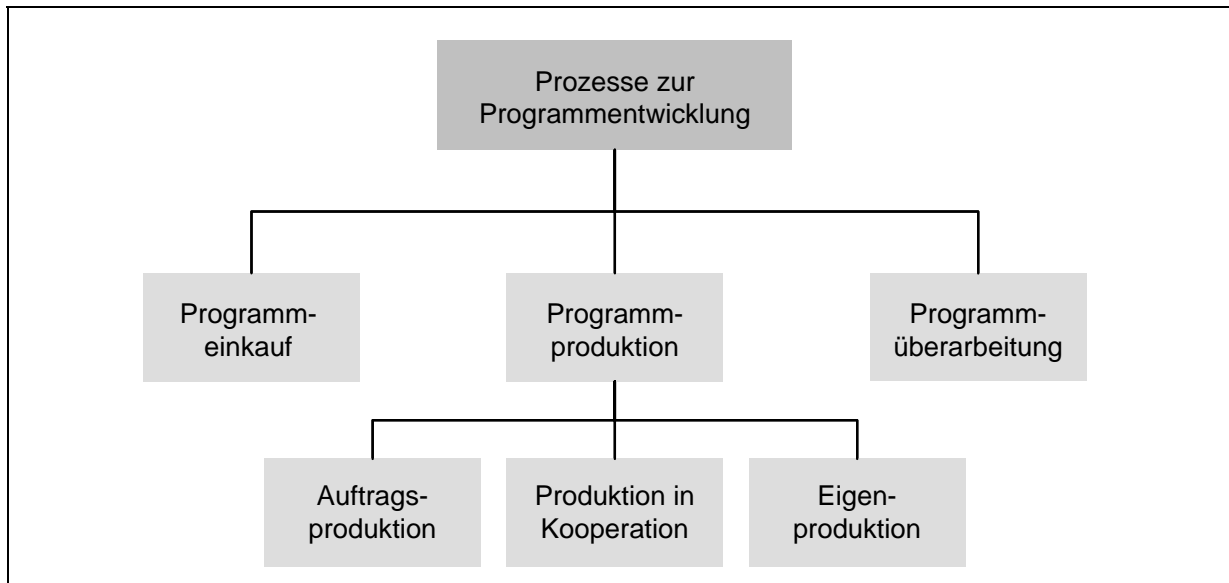 Prozesse zur
Programmentwicklung
Programm-
einkauf
Programm-
produktion
Programm-
überarbeitung
Auftrags-
produktion
Produktion in
Kooperation
Eigen-
produktion